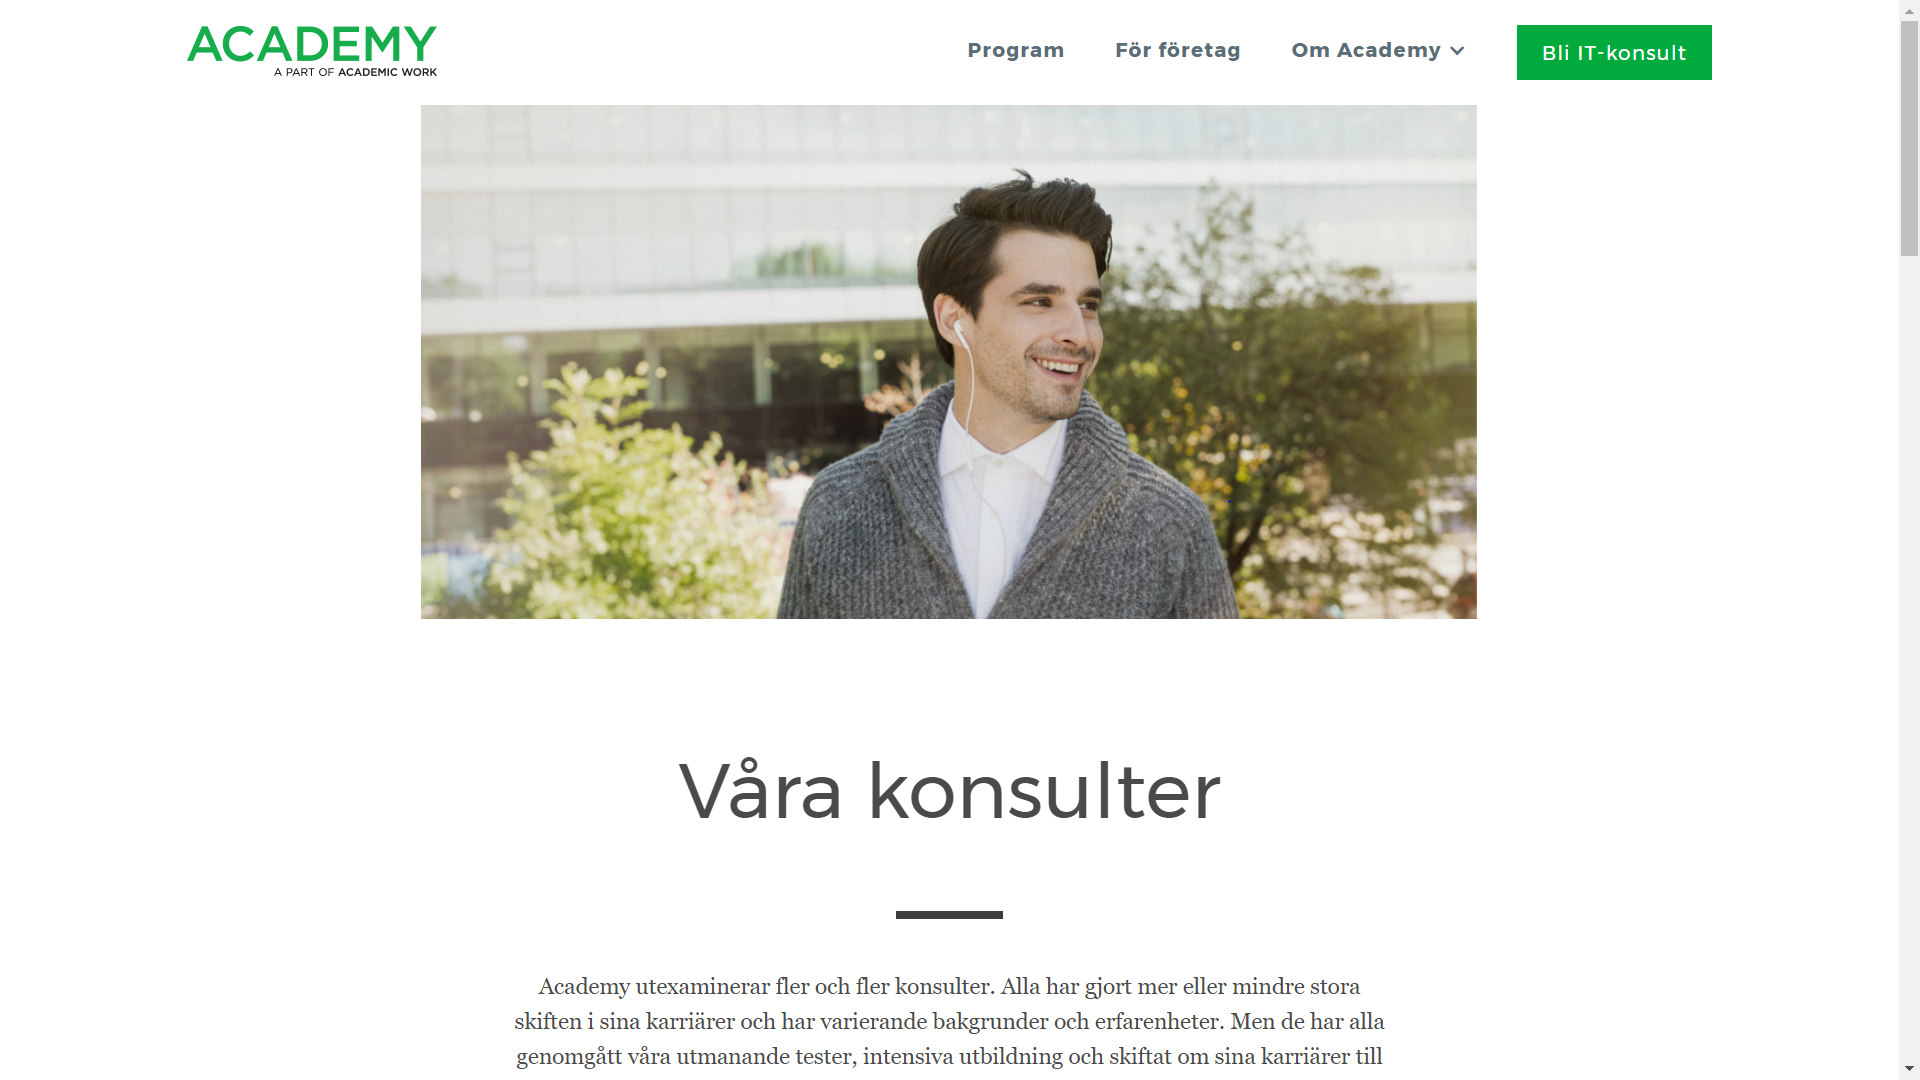 ACADEMY
A PART OF ACADEMIC WORK
Program
För företag
Om Academy
Bli IT-konsult
Våra konsulter
Academy utexaminerar fler och fler konsulter. Alla har gjort mer eller mindre stora
skiften i sina karriärer och har varierande bakgrunder och erfarenheter. Men de har alla
genomgått våra utmanande tester, intensiva utbildning och skiftat om sina karriärer till